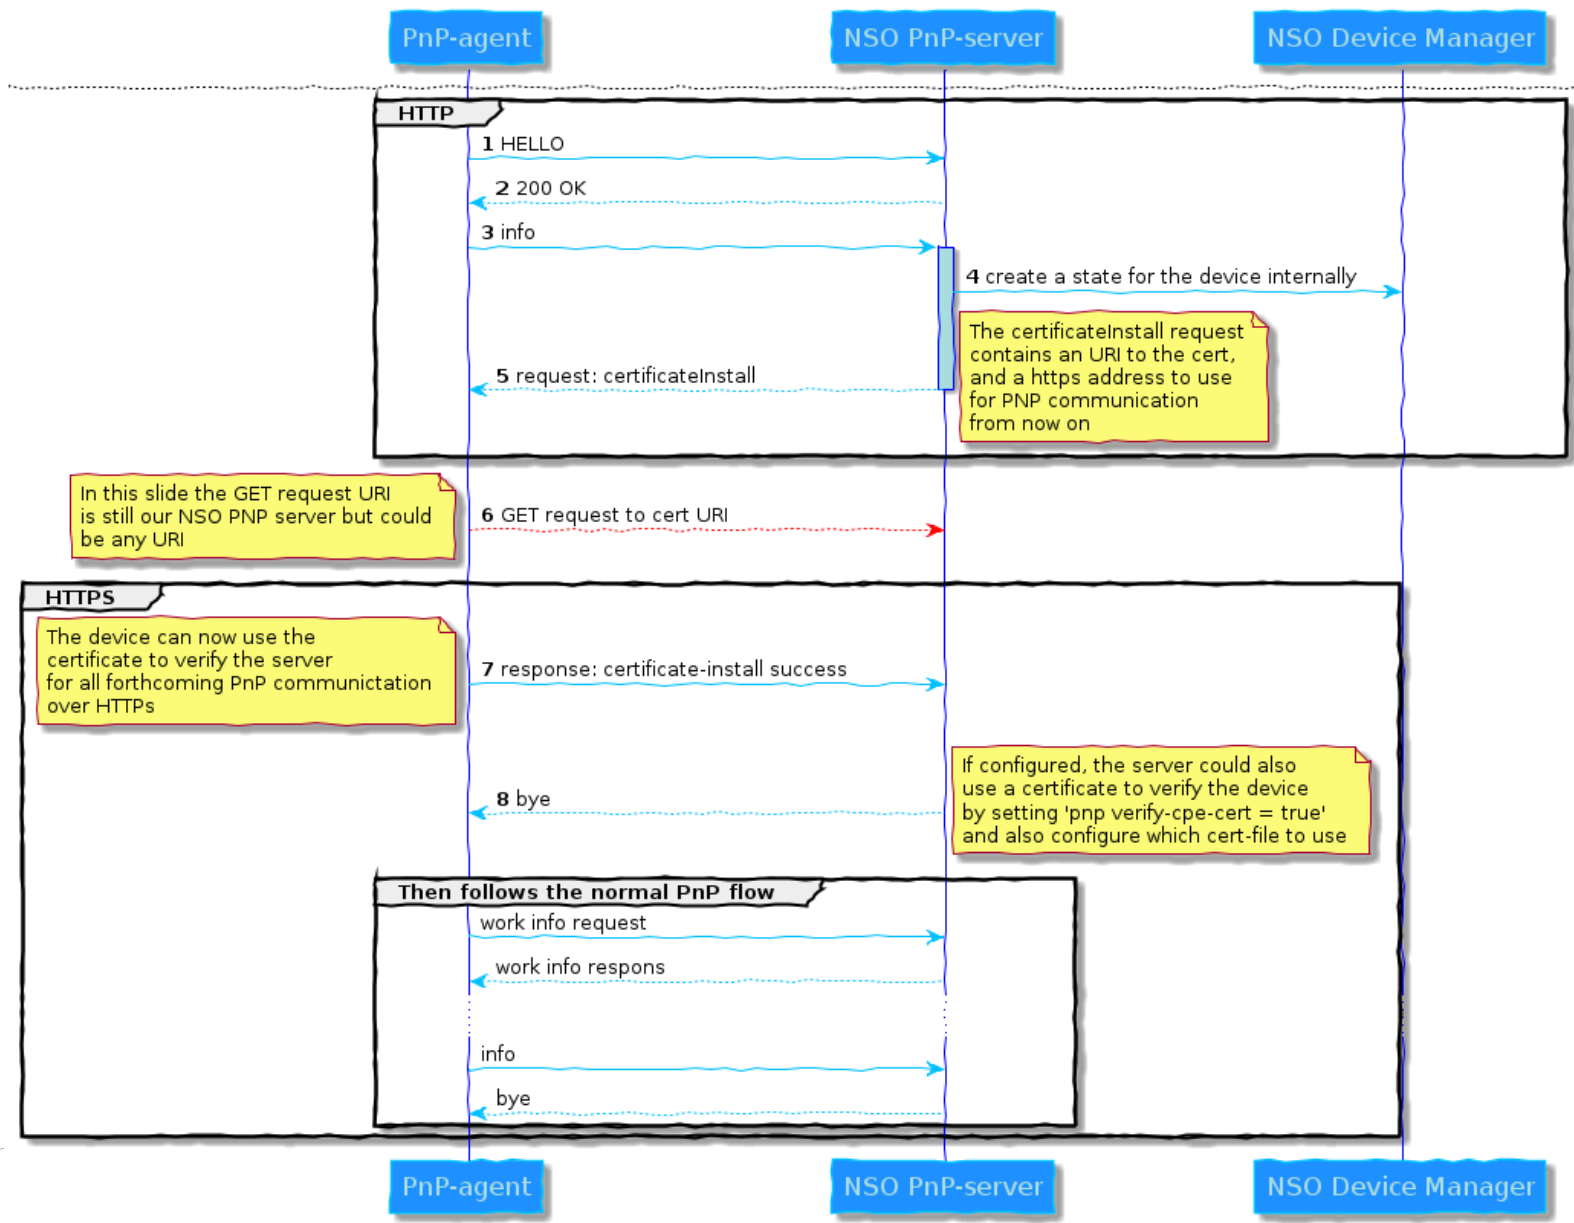 PnP-agent
NSO PnP-server
NSO Device Manager
HTTP
1 HELLO
2 200 OK
3 info
4 create a state for the device internally
The certificateInstall request
contains an URI to the cert,
and a https address to use
for PNP communication
from now on
5 request: certificateInstall
In this slide the GET request URI
is still our NSO PNP server but could
be any URI
6 GET request to cert URI
HTTPS
The device can now use the
certificate to verify the server
for all forthcoming PnP communictation
over HTTPs
7 response: certificate-install success
If configured, the server could also
use a certificate to verify the device
by setting 'pnp verify-cpe-cert = true'
and also configure which cert-file to use
8 bye
Then follows the normal PnP flow
work info request
work info respons
info
bye
PnP-agent
NSO PnP-server
NSO Device Manager